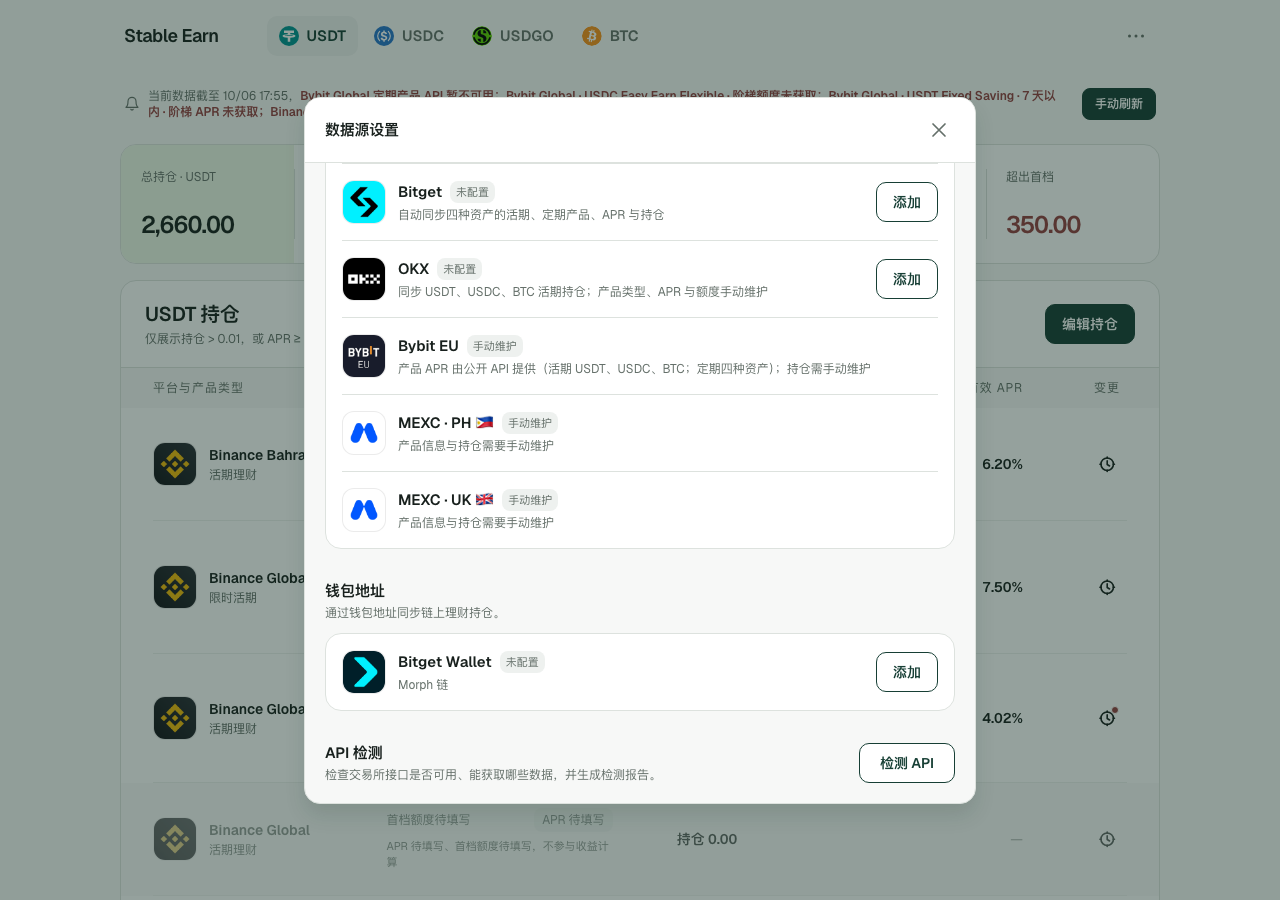 Stable Earn
USDT
USDC
USDGO
BTC
当前数据截至 10/06 17:55，Bybit Global 定期产品 API 暂不可用；Bybit Global · USDC Easy Earn Flexible · 阶梯额度未获取；Bybit Global · USDT Fixed Saving · 7 天以
内 · 阶梯 APR 未获取；Binan
手动刷新
总持仓 · USDT
2,660.00
超出首档
350.00
USDT 持仓
仅展示持仓 > 0.01，或 APR ≥
编辑持仓
平台与产品类型
效 APR
变更
Binance Bahra
活期理财
6.20%
Binance Globa
限时活期
7.50%
Binance Globa
活期理财
4.02%
Binance Global
活期理财
首档额度待填写
APR 待填写
APR 待填写、首档额度待填写，不参与收益计
算
持仓 0.00
—
数据源设置
Bitget
未配置
自动同步四种资产的活期、定期产品、APR 与持仓
添加
OKX
OKX
未配置
同步 USDT、USDC、BTC 活期持仓；产品类型、APR 与额度手动维护
添加
BYBIT
EU
Bybit EU
手动维护
产品 APR 由公开 API 提供（活期 USDT、USDC、BTC；定期四种资产）；持仓需手动维护
MEXC · PH 🇵🇭
手动维护
产品信息与持仓需要手动维护
MEXC · UK 🇬🇧
手动维护
产品信息与持仓需要手动维护
钱包地址
通过钱包地址同步链上理财持仓。
Bitget Wallet
未配置
Morph 链
添加
API 检测
检查交易所接口是否可用、能获取哪些数据，并生成检测报告。
检测 API